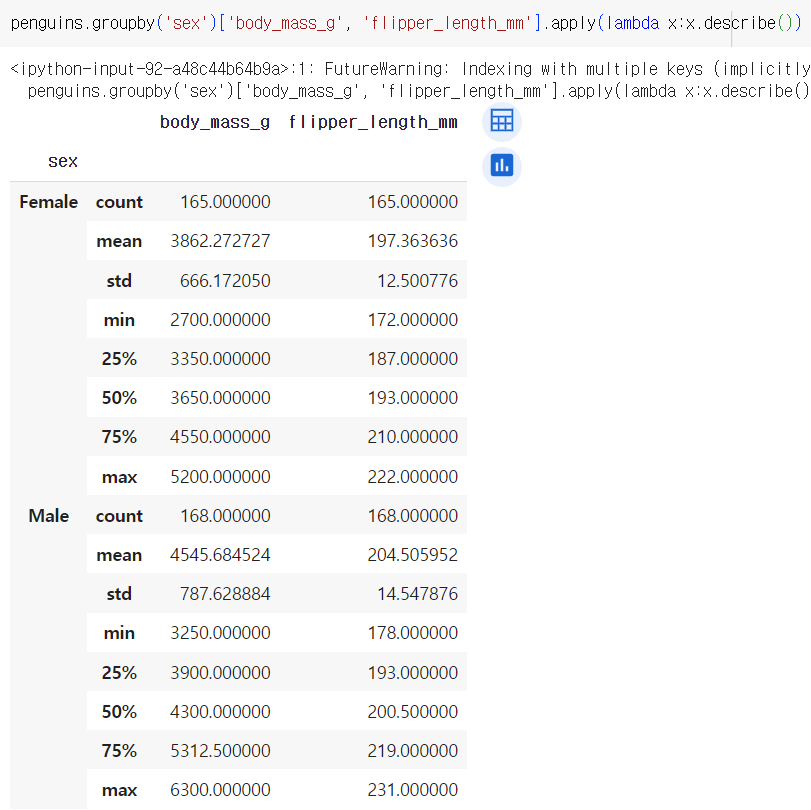 penguins.groupby('sex')['body_mass_g', 'flipper_length_mm'].apply(lambda x:x.describe())
<ipython-input-92-a48c44b64b9a>:1: FutureWarning: Indexing with multiple keys (implicitly
penguins.groupby('sex')['body_mass_g', 'flipper_length_mm'].apply(lambda x:x.describe()
body_mass_g flipper_length_mm
sex
Female count 165.000000 165.000000
mean 3862.272727 197.363636
std 666.172050 12.500776
min 2700.000000 172.000000
25% 3350.000000 187.000000
50% 3650.000000 193.000000
75% 4550.000000 210.000000
max 5200.000000 222.000000
Male count 168.000000 168.000000
mean 4545.684524 204.505952
std 787.628884 14.547876
min 3250.000000 178.000000
25% 3900.000000 193.000000
50% 4300.000000 200.500000
75% 5312.500000 219.000000
max 6300.000000 231.000000